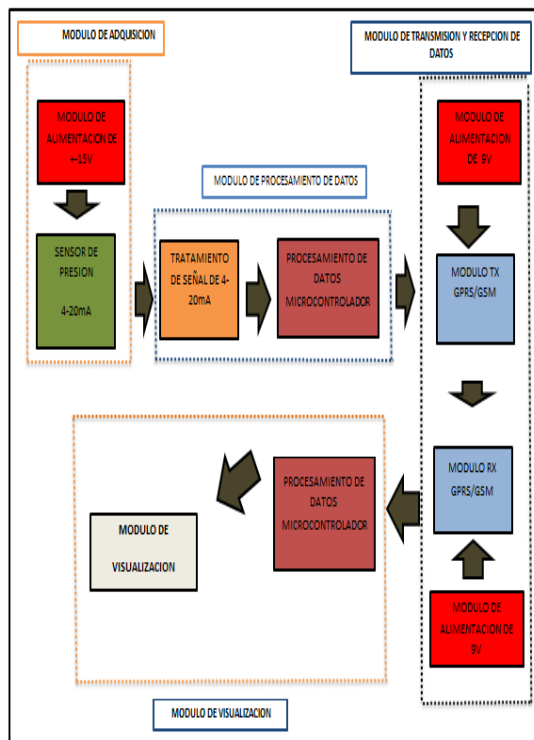 MODULO DE ADQUISICION
MODULO DE TRANSMISION Y RECEPCION DE
DATOS
MODULO DE
ALIMENTACION DE
+-15V
SENSOR DE
PRESION
4-20mA
MODULO DE PROCESAMIENTO DE DATOS
TRATAMIENTO
DE SEÑAL DE 4-
20mA
PROCESAMIENTO DE
DATOS
MICROCONTROLADOR
MODULO DE
ALIMENTACION
DE 9V
MODULO TX
GPRS/GSM
MODULO RX
GPRS/GSM
MODULO DE
ALIMENTACION DE
9V
PROCESAMIENTO DE
DATOS
MICROCONTROLADOR
MODULO DE
VISUALIZACION
MODULO DE VISUALIZACION